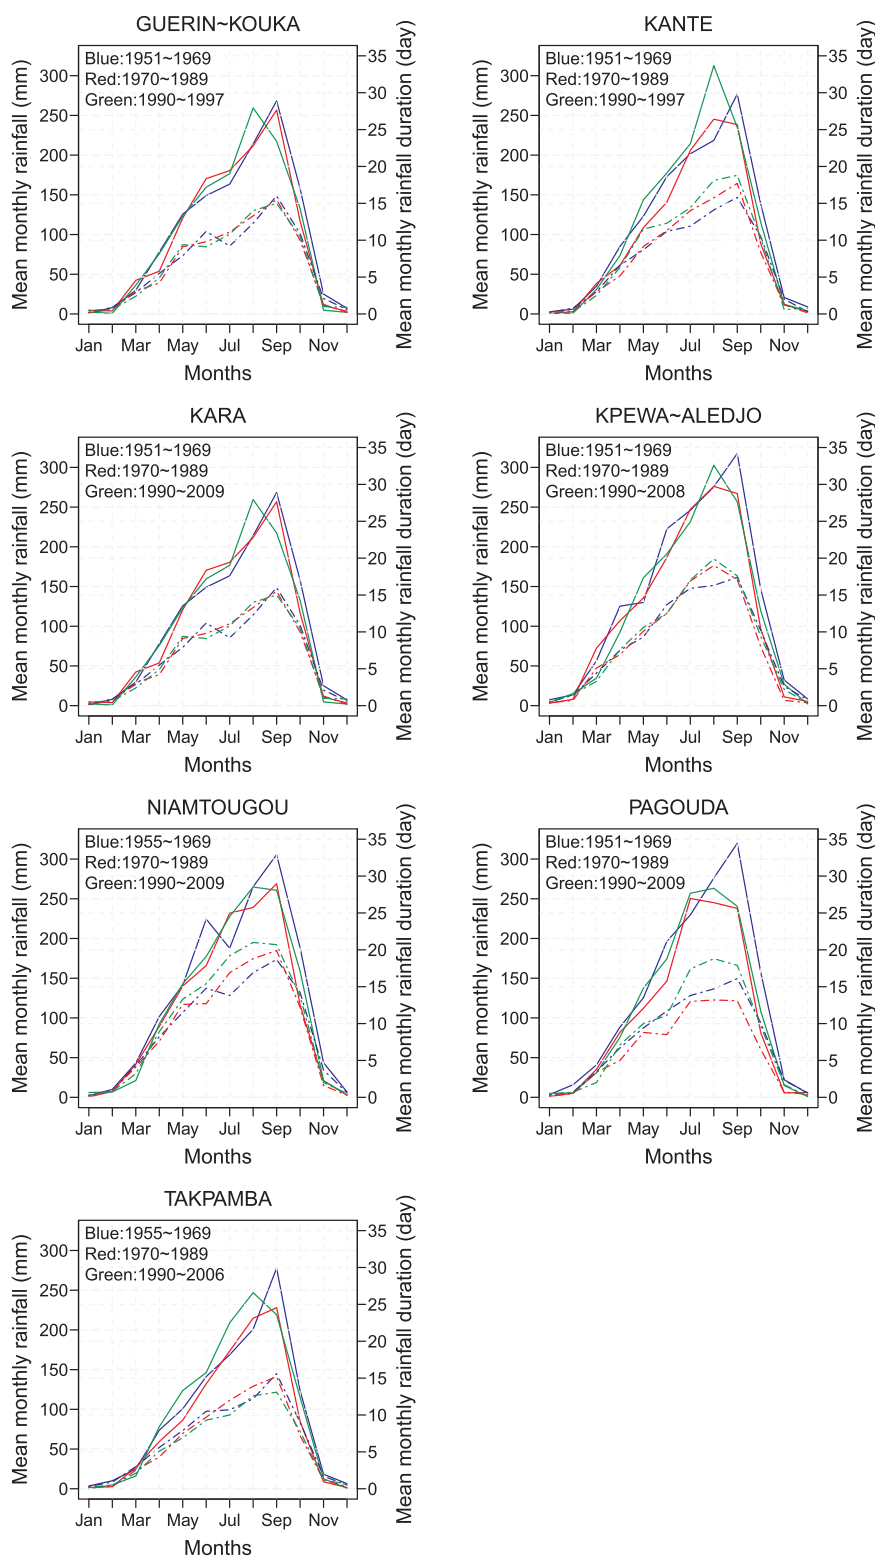 GUERIN~KOUKA
Blue:1951~1969
Red:1970~1989
Green:1990~1997
Mean monthly rainfall (mm)
300
250
200
150
100
50
0
35
30
25
20
15
10
5
0
Mean monthly rainfall duration (day)
Jan Mar May Jul Sep Nov
Months
KANTE
Blue:1951~1969
Red:1970~1989
Green:1990~1997
Mean monthly rainfall (mm)
300
250
200
150
100
50
0
35
30
25
20
15
10
5
0
Mean monthly rainfall duration (day)
Jan Mar May Jul Sep Nov
Months
KARA
Blue:1951~1969
Red:1970~1989
Green:1990~2009
Mean monthly rainfall (mm)
300
250
200
150
100
50
0
35
30
25
20
15
10
5
0
Mean monthly rainfall duration (day)
Jan Mar May Jul Sep Nov
Months
KPEWA~ALEDJO
Blue:1951~1969
Red:1970~1989
Green:1990~2008
Mean monthly rainfall (mm)
300
250
200
150
100
50
0
35
30
25
20
15
10
5
0
Mean monthly rainfall duration (day)
Jan Mar May Jul Sep Nov
Months
NIAMTOUGOU
Blue:1955~1969
Red:1970~1989
Green:1990~2009
Mean monthly rainfall (mm)
300
250
200
150
100
50
0
35
30
25
20
15
10
5
0
Mean monthly rainfall duration (day)
Jan Mar May Jul Sep Nov
Months
PAGOUDA
Blue:1951~1969
Red:1970~1989
Green:1990~2009
Mean monthly rainfall (mm)
300
250
200
150
100
50
0
35
30
25
20
15
10
5
0
Mean monthly rainfall duration (day)
Jan Mar May Jul Sep Nov
Months
TAKPAMBA
Blue:1955~1969
Red:1970~1989
Green:1990~2006
Mean monthly rainfall (mm)
300
250
200
150
100
50
0
35
30
25
20
15
10
5
0
Mean monthly rainfall duration (day)
Jan Mar May Jul Sep Nov
Months